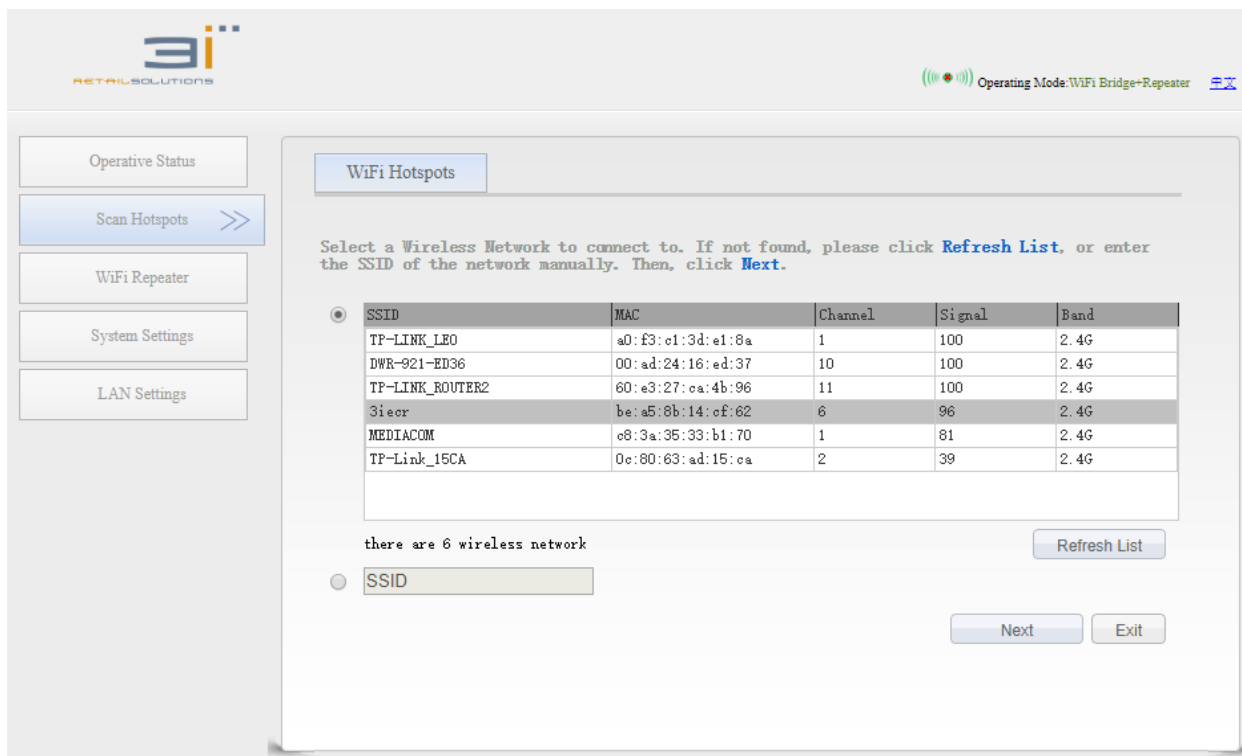 3i
RETAILSOLUTIONS
Operating Mode:WiFi Bridge+Repeater 中文
Operative Status
Scan Hotspots >>
WiFi Repeater
System Settings
LAN Settings
WiFi Hotspots
Select a Wireless Network to connect to. If not found, please click Refresh List, or enter
the SSID of the network manually. Then, click Next.
SSID MAC Channel Signal Band
TP-LINK_LEO a0:f3:c1:3d:e1:8a 1 100 2.4G
DWR-921-ED36 00:ad:24:16:ed:37 10 100 2.4G
TP-LINK_ROUTER2 60:e3:27:ca:4b:96 11 100 2.4G
3iecr be:a5:8b:14:cf:62 6 96 2.4G
MEDIACOM c8:3a:35:33:b1:70 1 81 2.4G
TP-Link_15CA 0c:80:63:ad:15:ca 2 39 2.4G
there are 6 wireless network
Refresh List
SSID
Next Exit